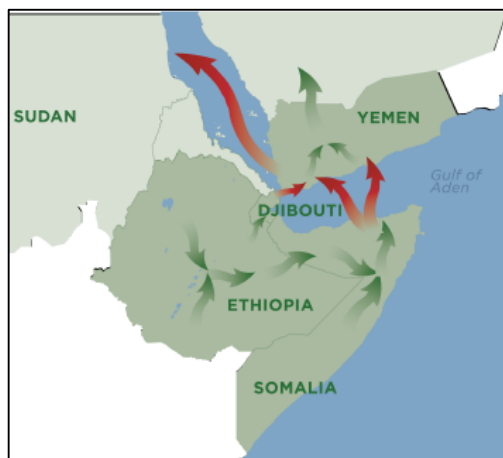 SUDAN
YEMEN
Gulf of
Aden
DJIBOUTI
ETHIOPIA
SOMALIA